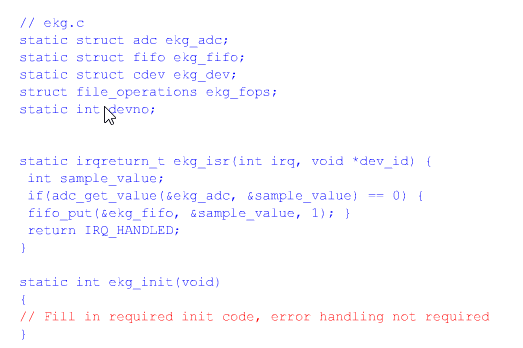 // ekg.c
static struct adc ekg_adc;
static struct fifo ekg_fifo;
static struct cdev ekg_dev;
struct file_operations ekg_fops;
static int devno;
static irqreturn_t ekg_isr(int irq, void *dev_id) {
int sample_value;
if(adc_get_value(&ekg_adc, &sample_value) == 0) {
fifo_put(&ekg_fifo, &sample_value, 1); }
return IRQ_HANDLED;
}
static int ekg_init(void)
{
// Fill in required init code, error handling not required
}